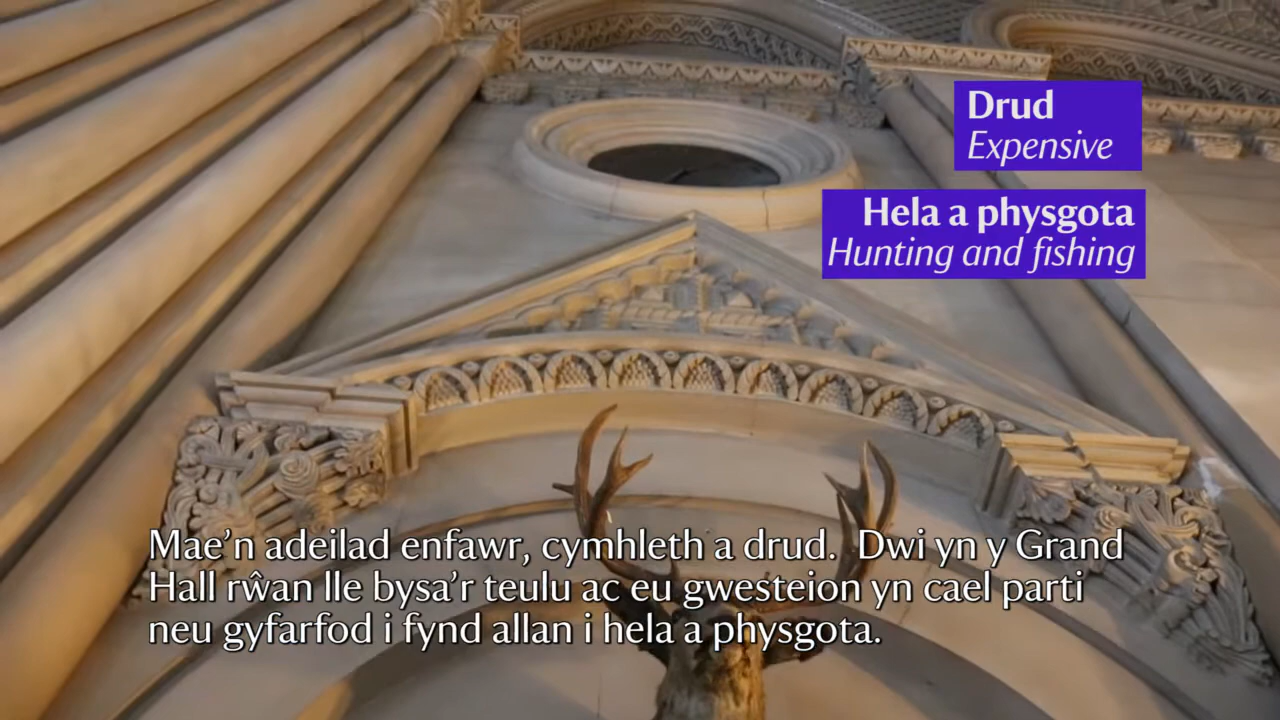 Drud
Expensive
Hela a physgota
Hunting and fishing
Mae’n adeilad enfawr, cymhleth a drud. Dwi yn y Grand
Hall rŵan lle bysa’r teulu ac eu gwesteion yn cael parti
neu gyfarfod i fynd allan i hela a physgota.